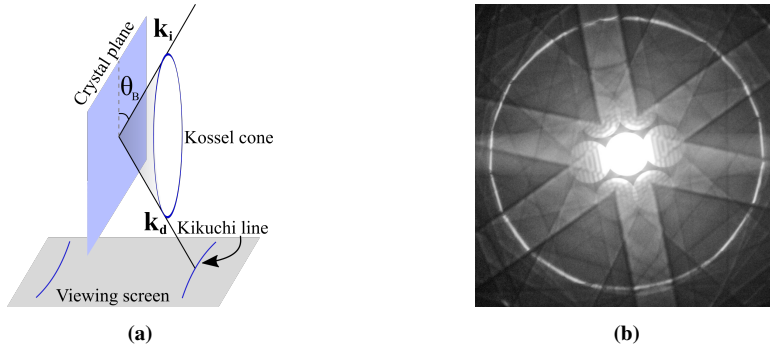 Crystal plane
k_i
θ_B
Kossel cone
k_d
Kikuchi line
Viewing screen
(a)
(b)